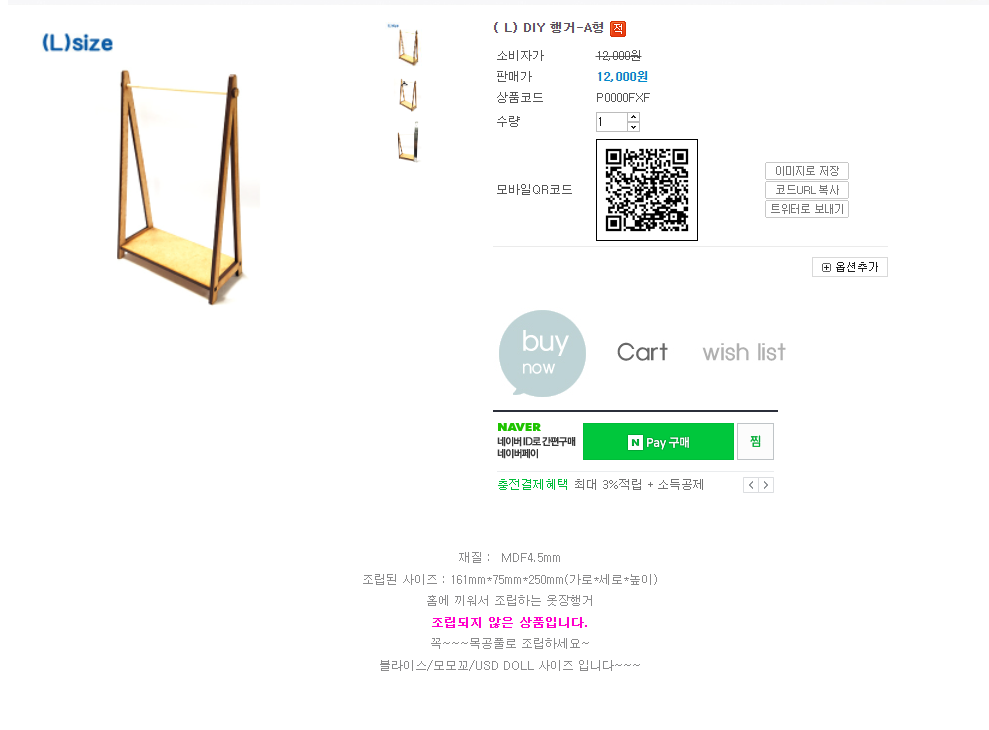 (L)size
( L) DIY 행거-A형 적
소비자가 12,000원
판매가 12,000원
상품코드 P0000FXF
수량 1
모바일QR코드
이미지로 저장
코드URL 복사
트위터로 보내기
옵션추가
buy
now
Cart
wish list
NAVER
네이버 ID로 간편구매
네이버페이
N Pay 구매
찜
충전결제혜택 최대 3%적립 + 소득공제
재질 : MDF4.5mm
조립된 사이즈 : 161mm*75mm*250mm(가로*세로*높이)
홈에 끼워서 조립하는 옷장행거
조립되지 않은 상품입니다.
꼭~~~목공풀로 조립하세요~
블라이스/모모꼬/USD DOLL 사이즈 입니다~~~